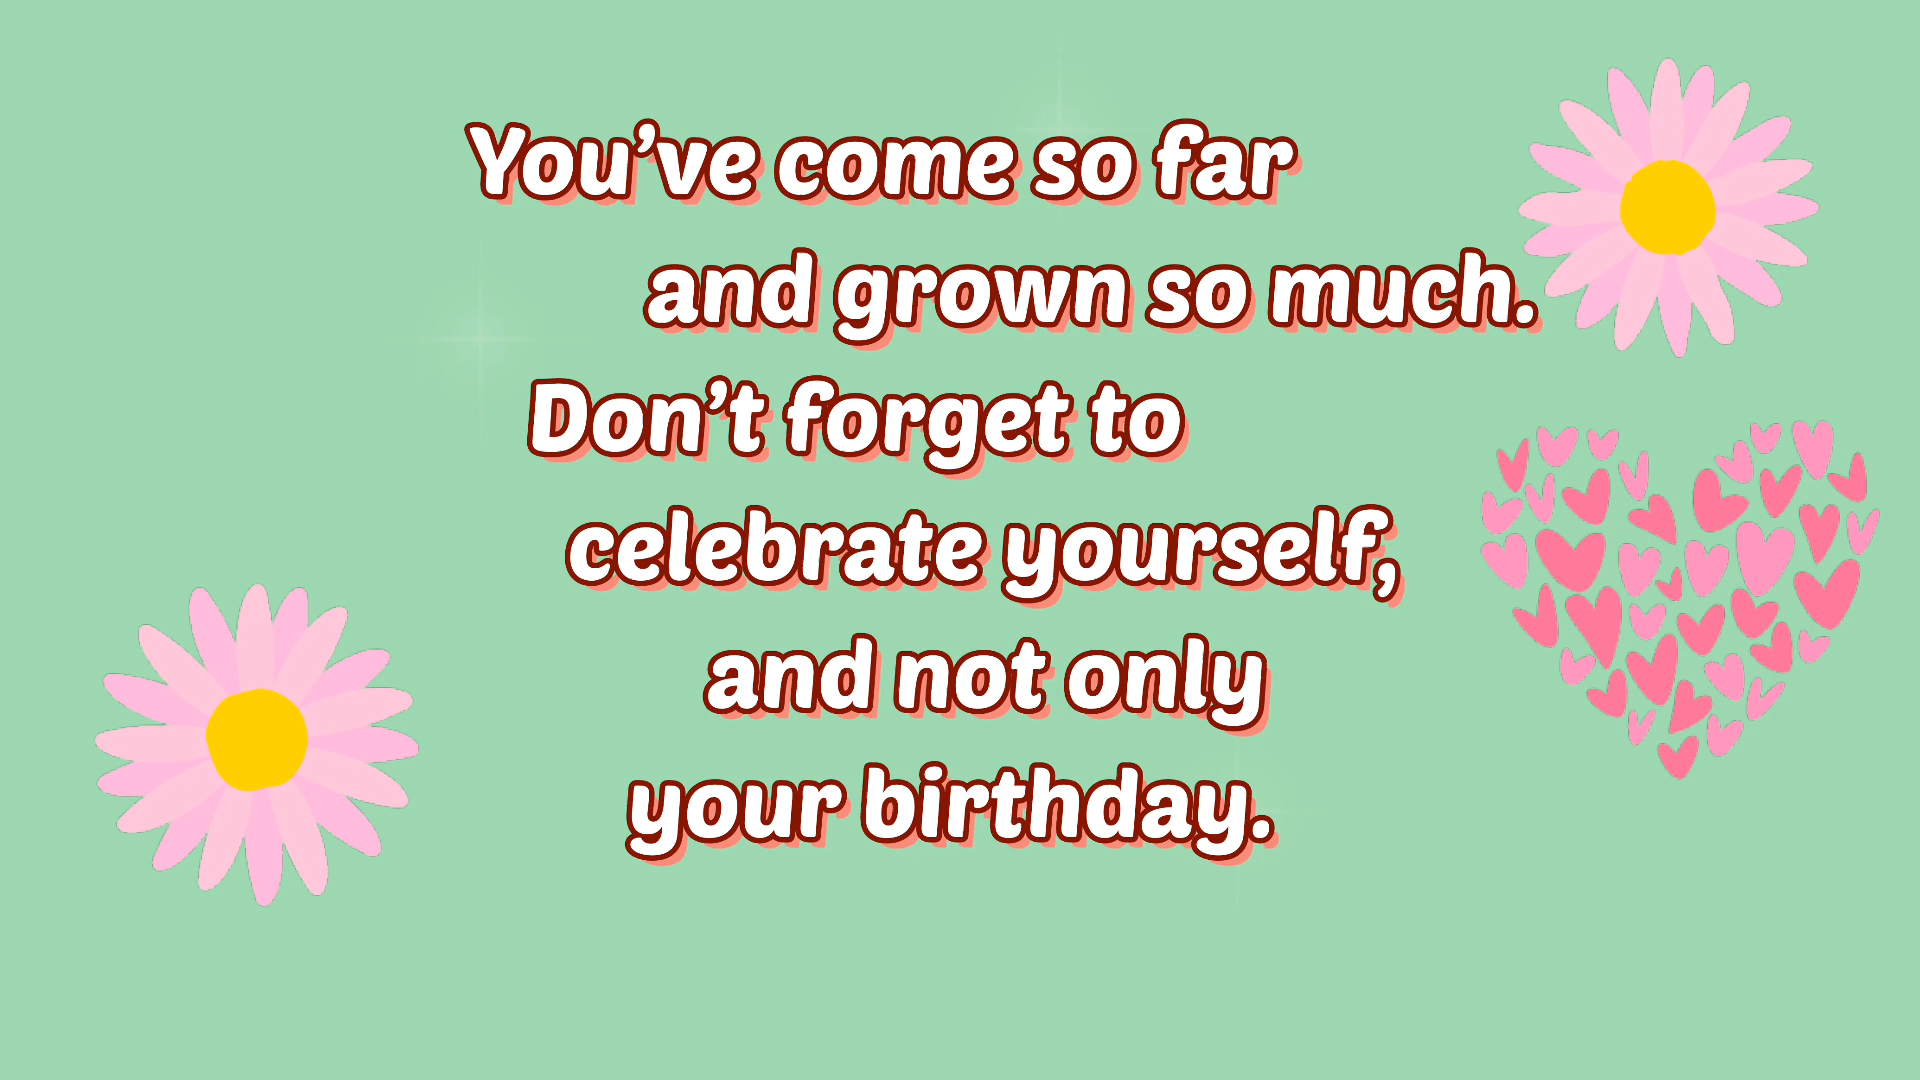 You’ve come so far
and grown so much.
Don’t forget to
celebrate yourself,
and not only
your birthday.